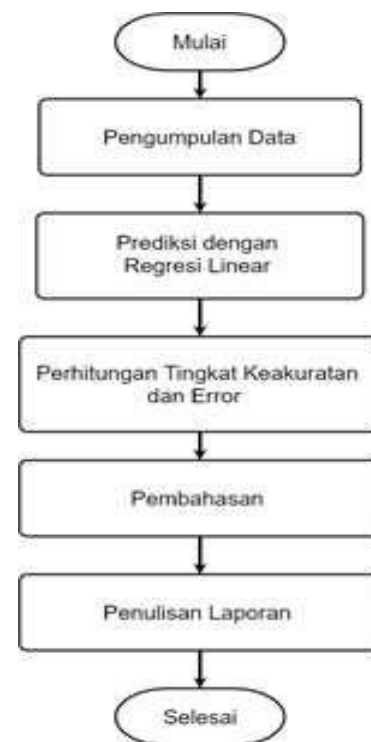 Mulai
Pengumpulan Data
Prediksi dengan
Regresi Linear
Perhitungan Tingkat Keakuratan
dan Error
Pembahasan
Penulisan Laporan
Selesai